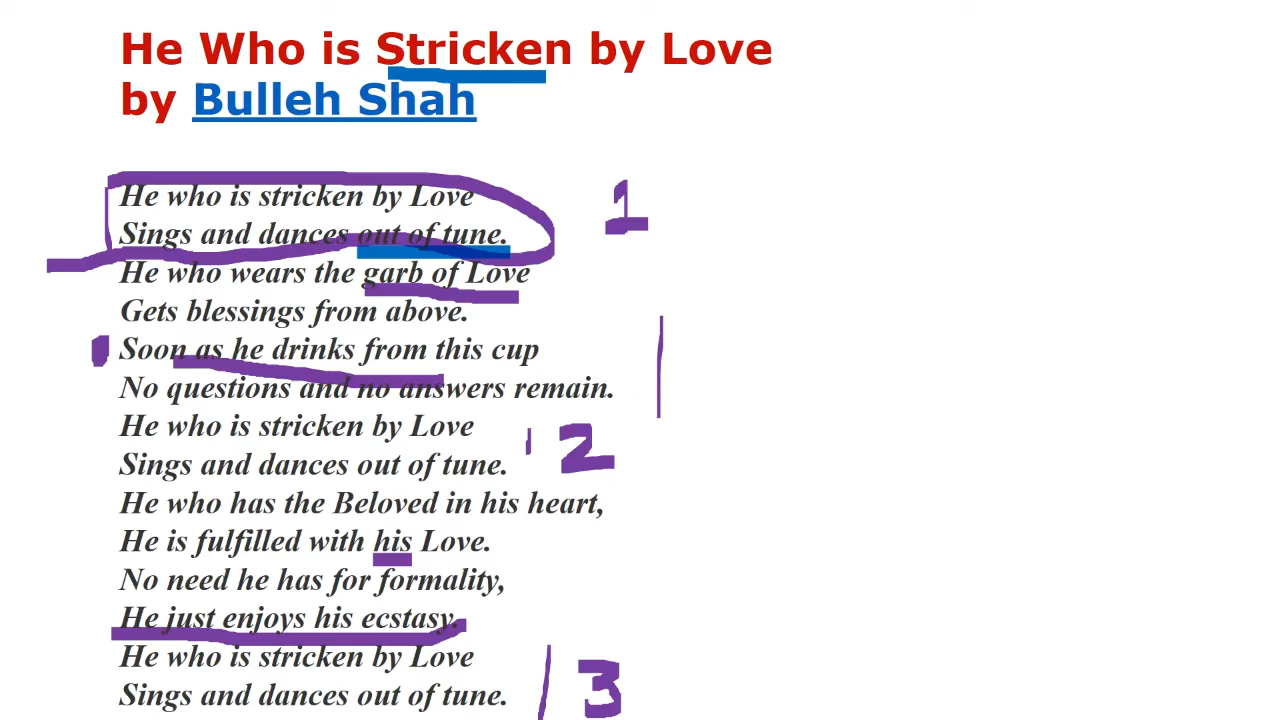 He Who is Stricken by Love
by Bulleh Shah
He who is stricken by Love
1
Sings and dances out of tune.
He who wears the garb of Love
Gets blessings from above.
Soon as he drinks from this cup
No questions and no answers remain.
He who is stricken by Love
2
Sings and dances out of tune.
He who has the Beloved in his heart,
He is fulfilled with his Love.
No need he has for formality,
He just enjoys his ecstasy.
He who is stricken by Love
3
Sings and dances out of tune.